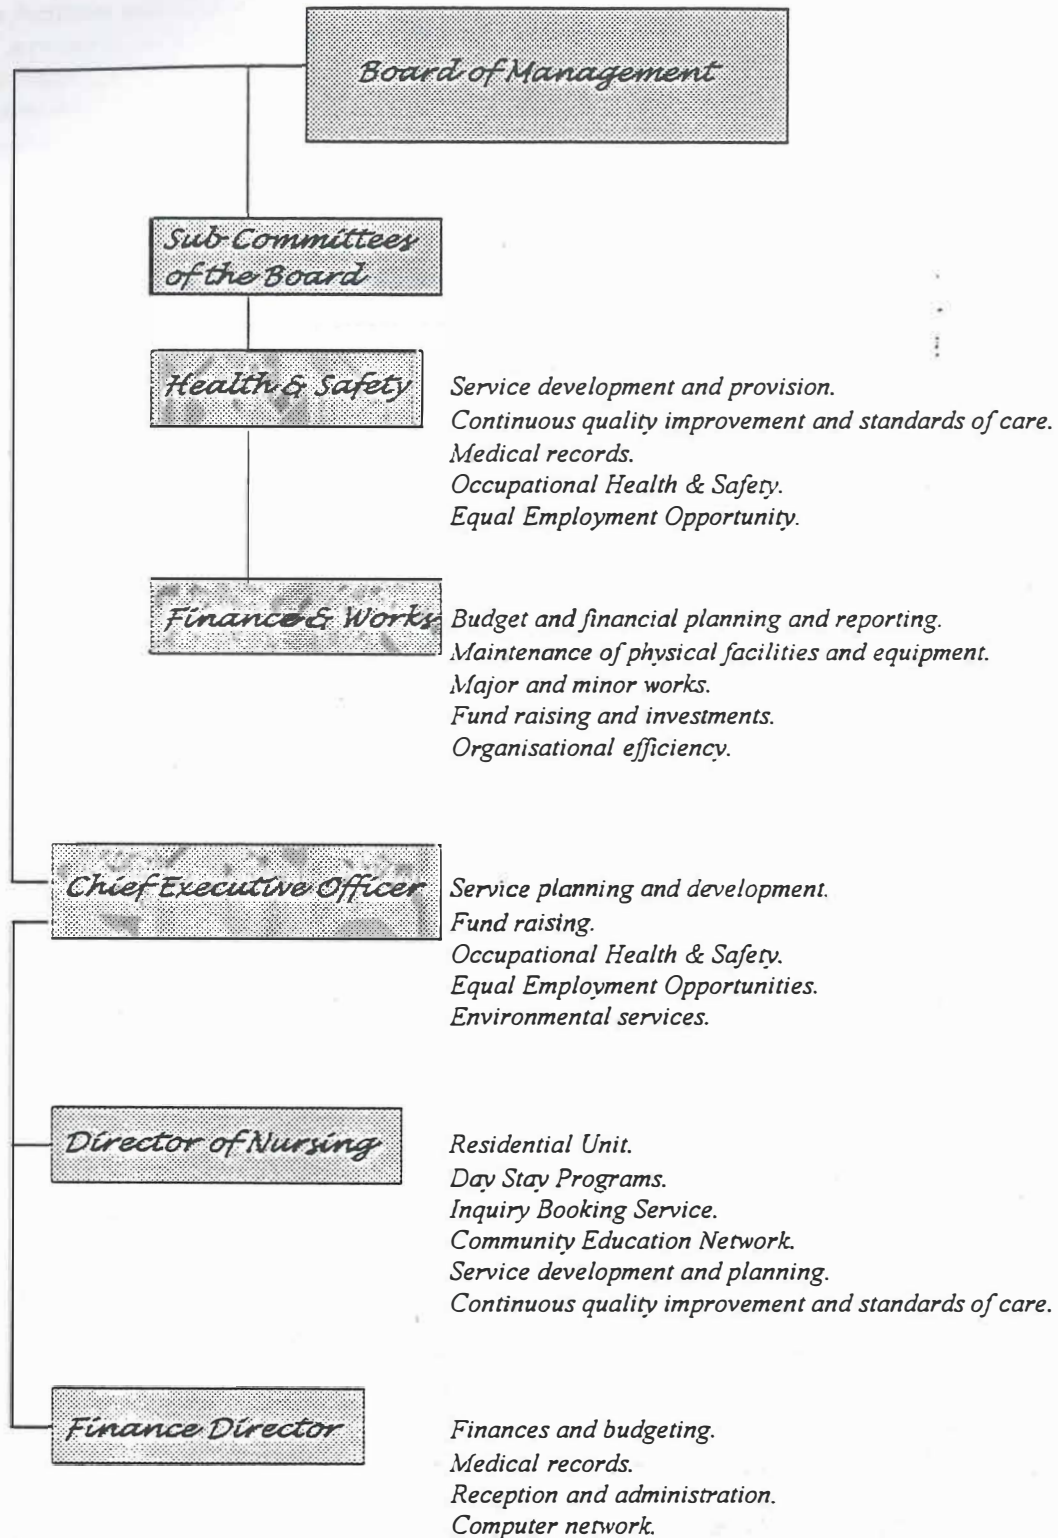 Board of Management
Sub Committees
of the Board
Health & Safety
Service development and provision.
Continuous quality improvement and standards of care.
Medical records.
Occupational Health & Safety.
Equal Employment Opportunity.
Finance & Works
Budget and financial planning and reporting.
Maintenance of physical facilities and equipment.
Major and minor works.
Fund raising and investments.
Organisational efficiency.
Chief Executive Officer
Service planning and development.
Fund raising.
Occupational Health & Safety.
Equal Employment Opportunities.
Environmental services.
Director of Nursing
Residential Unit.
Day Stay Programs.
Inquiry Booking Service.
Community Education Network.
Service development and planning.
Continuous quality improvement and standards of care.
Finance Director
Finances and budgeting.
Medical records.
Reception and administration.
Computer network.